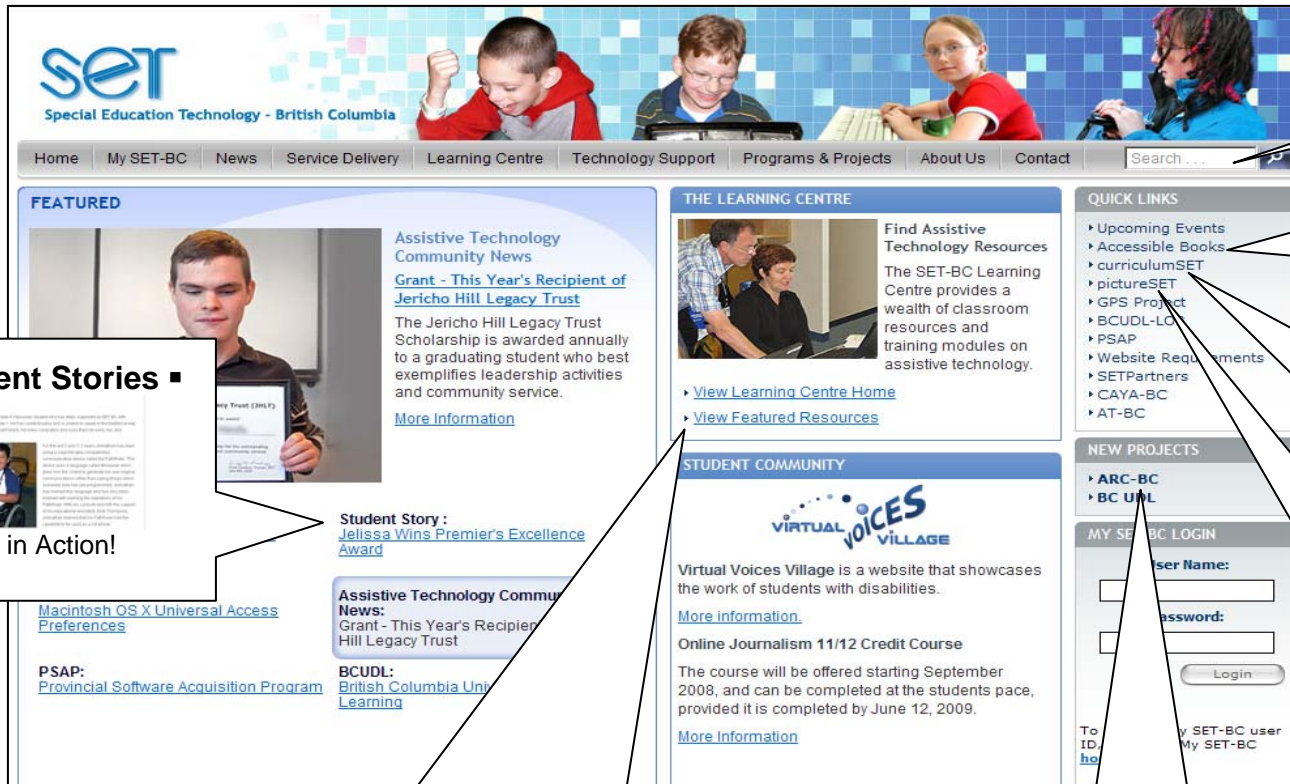 SET
Special Education Technology - British Columbia
Home My SET-BC News Service Delivery Learning Centre Technology Support Programs & Projects About Us Contact Search . . .
FEATURED
Assistive Technology
Community News
Grant - This Year's Recipient of
Jericho Hill Legacy Trust
The Jericho Hill Legacy Trust
Scholarship is awarded annually
to a graduating student who best
exemplifies leadership activities
and community service.
More Information
ent Stories ▪
in Action!
Student Story :
Jelissa Wins Premier's Excellence
Award
Macintosh OS X Universal Access
Preferences
Assistive Technology Commu
News:
Grant - This Year's Recipien
Hill Legacy Trust
PSAP:
Provincial Software Acquisition Program
BCUDL:
British Columbia Uni
Learning
THE LEARNING CENTRE
Find Assistive
Technology Resources
The SET-BC Learning
Centre provides a
wealth of classroom
resources and
training modules on
assistive technology.
View Learning Centre Home
View Featured Resources
STUDENT COMMUNITY
VIRTUAL VOICES VILLAGE
Virtual Voices Village is a website that showcases
the work of students with disabilities.
More information.
Online Journalism 11/12 Credit Course
The course will be offered starting September
2008, and can be completed at the students pace,
provided it is completed by June 12, 2009.
More Information
QUICK LINKS
Upcoming Events
Accessible Books
curriculumSET
pictureSET
GPS Project
BCUDL-LOR
PSAP
Website Requirements
SETPartners
CAYA-BC
AT-BC
NEW PROJECTS
ARC-BC
BC UDL
MY SET-BC LOGIN
User Name:
Password:
Login
To y SET-BC user
ID, My SET-BC
ho